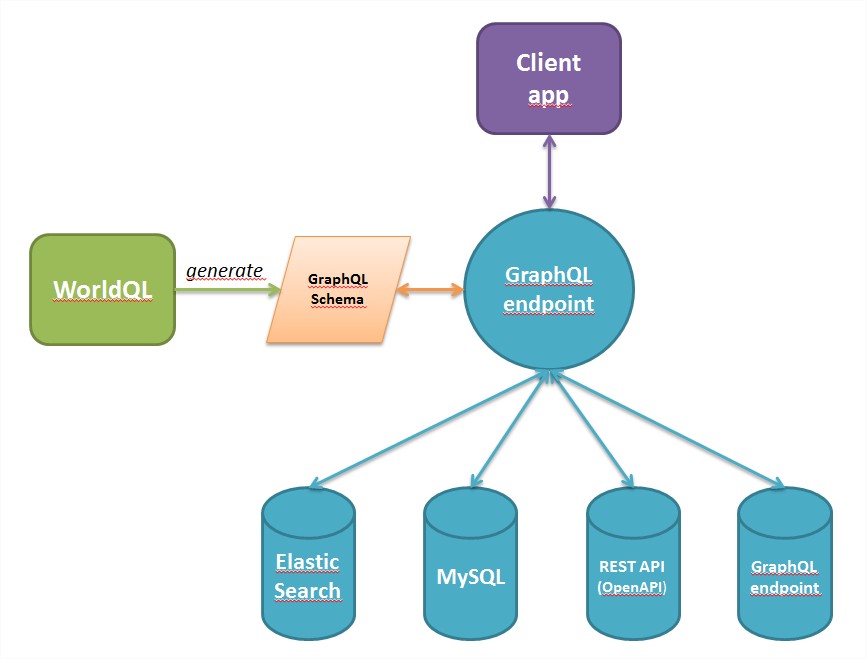 Client
app
WorldQL
generate
GraphQL
Schema
GraphQL
endpoint
Elastic
Search
MySQL
REST API
(OpenAPI)
GraphQL
endpoint